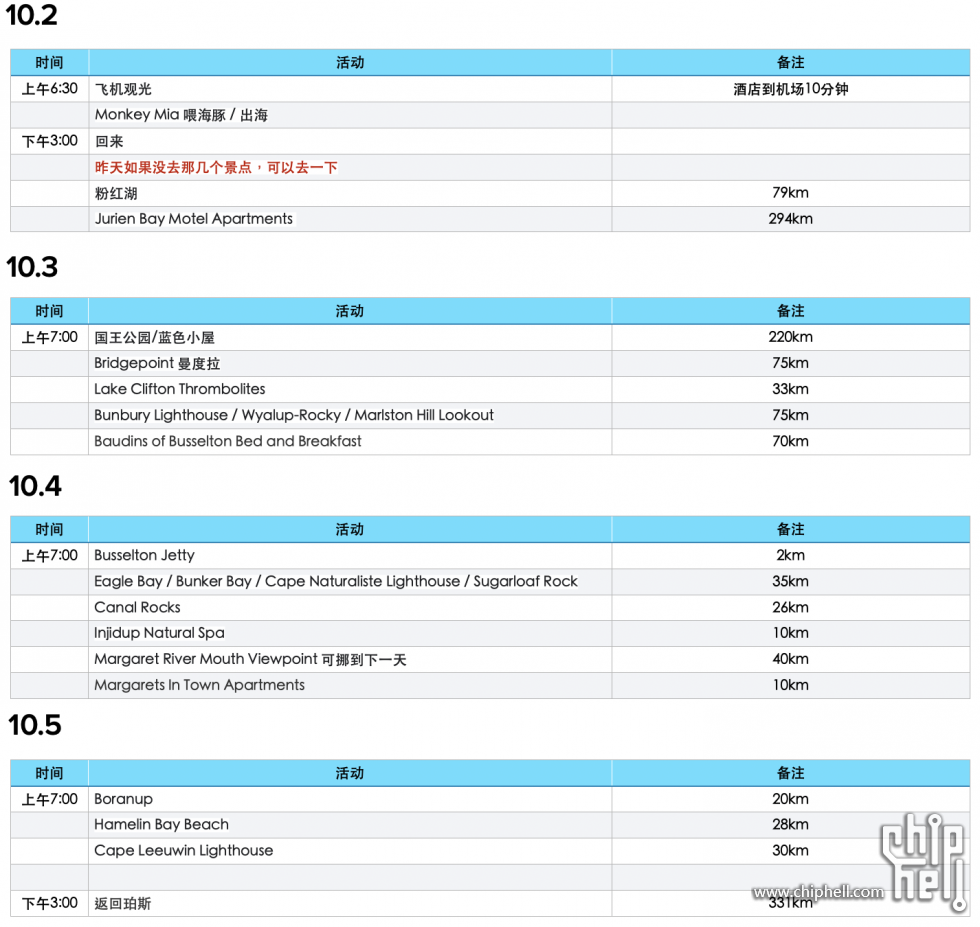 10.2
时间 活动 备注
上午6:30 飞机观光 酒店到机场10分钟
Monkey Mia 喂海豚 / 出海
下午3:00 回来
昨天如果没去那几个景点，可以去一下
粉红湖 79km
Jurien Bay Motel Apartments 294km
10.3
时间 活动 备注
上午7:00 国王公园/蓝色小屋 220km
Bridgepoint 曼度拉 75km
Lake Clifton Thrombolites 33km
Bunbury Lighthouse / Wyalup-Rocky / Marlston Hill Lookout 75km
Baudins of Busselton Bed and Breakfast 70km
10.4
时间 活动 备注
上午7:00 Busselton Jetty 2km
Eagle Bay / Bunker Bay / Cape Naturaliste Lighthouse / Sugarloaf Rock 35km
Canal Rocks 26km
Injidup Natural Spa 10km
Margaret River Mouth Viewpoint 可挪到下一天 40km
Margarets In Town Apartments 10km
10.5
时间 活动 备注
上午7:00 Boranup 20km
Hamelin Bay Beach 28km
Cape Leeuwin Lighthouse 30km
下午3:00 返回珀斯 331km
www.chiphell.com
chip
hell